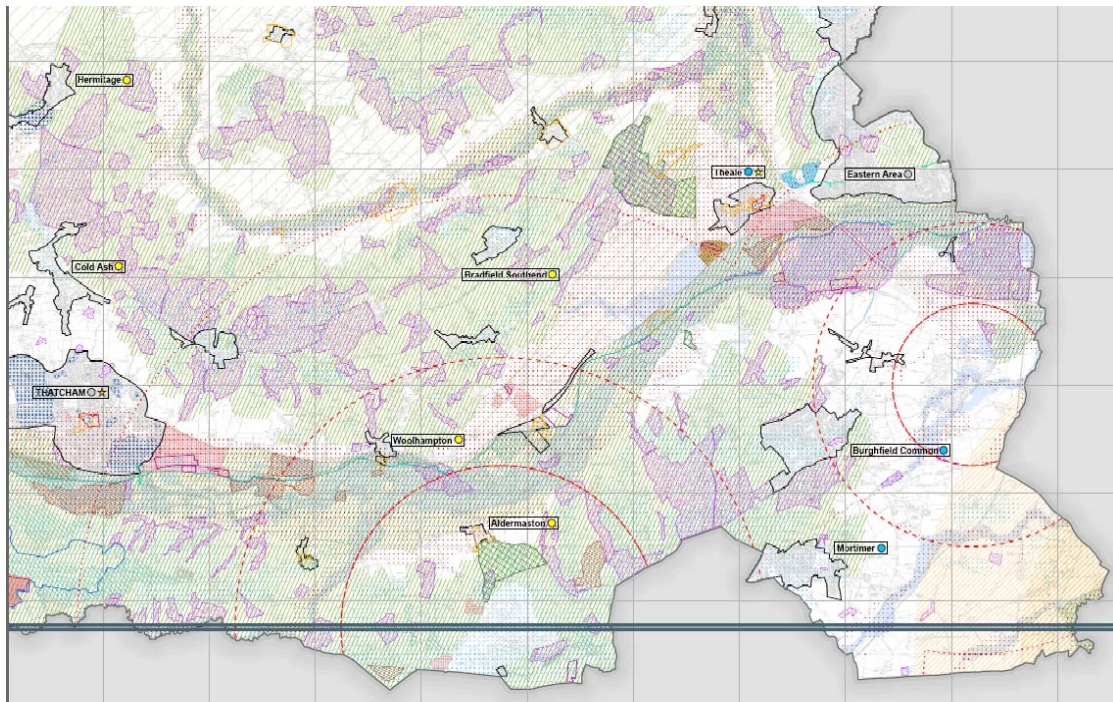 Hermitage
Theale
Eastern Area
Cold Ash
Bradfield Southend
THATCHAM
Woolhampton
Burghfield Common
Aldermaston
Mortimer